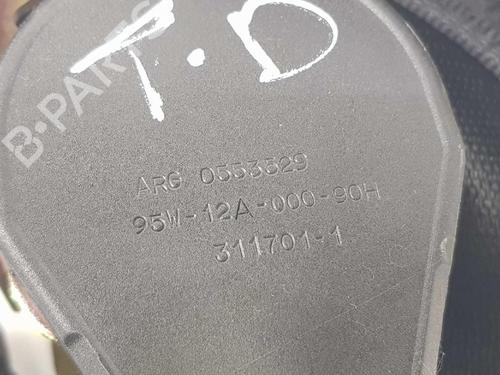 T.D
B-PARTS
ARG 0553529
95W-12A-000-90H
311701-1